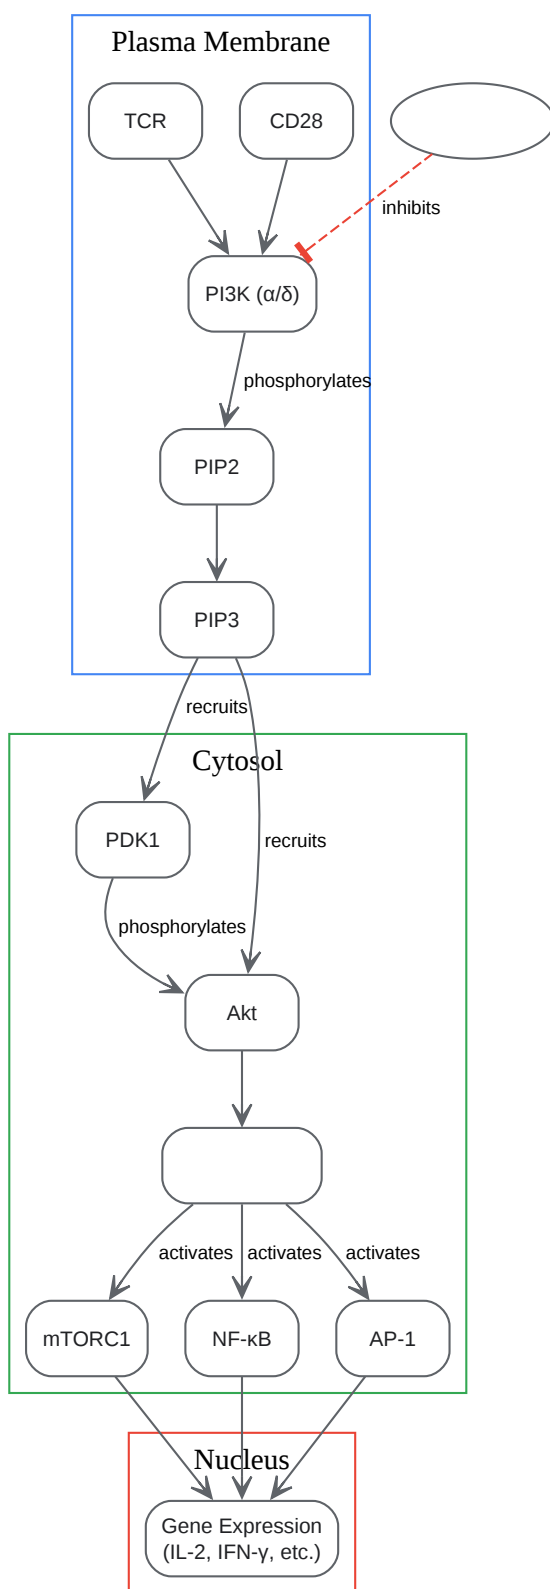 Plasma Membrane
TCR
CD28
inhibits
PI3K (α/δ)
phosphorylates
PIP2
PIP3
recruits
Cytosol
PDK1
recruits
phosphorylates
Akt
activates
activates
activates
mTORC1
NF-κB
AP-1
Nucleus
Gene Expression
(IL-2, IFN-γ, etc.)